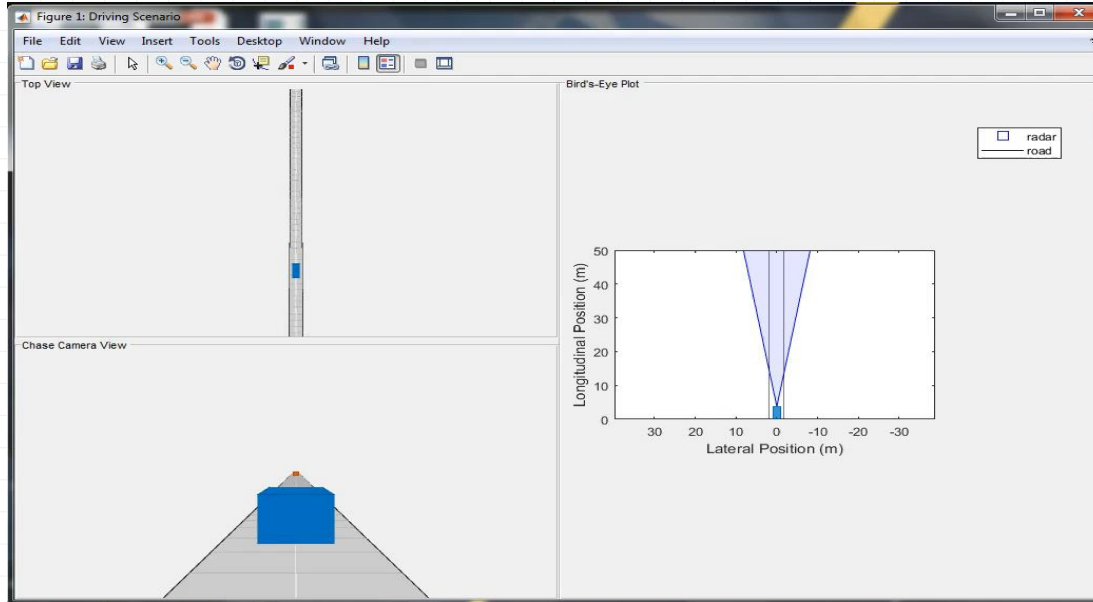 Figure 1: Driving Scenario
File Edit View Insert Tools Desktop Window Help
Top View
Chase Camera View
Bird's-Eye Plot
radar
road
50
40
30
20
10
0
Longitudinal Position (m)
30 20 10 0 -10 -20 -30
Lateral Position (m)